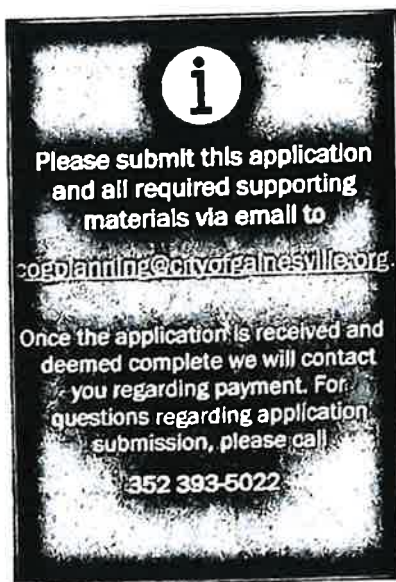 i
Please submit this application
and all required supporting
materials via email to
cogplanning@cityofgainesville.org.
Once the application is received and
deemed complete we will contact
you regarding payment. For
questions regarding application
submission, please call
352 393-5022